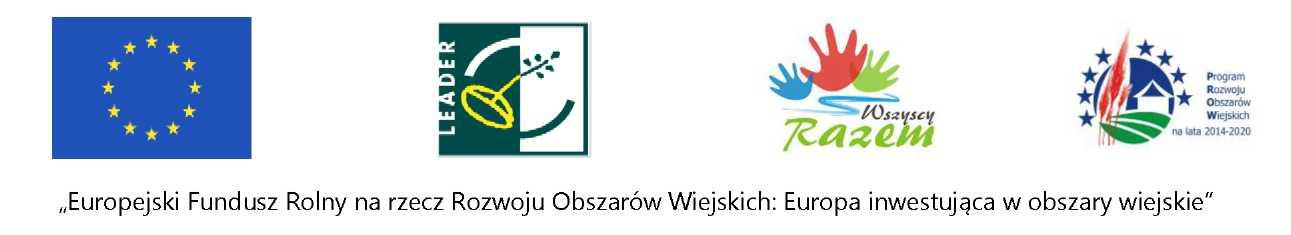 LEADER
Wszyscy
Razem
Program
Rozwoju
Obszarów
Wiejskich
na lata 2014-2020
„Europejski Fundusz Rolny na rzecz Rozwoju Obszarów Wiejskich: Europa inwestująca w obszary wiejskie”